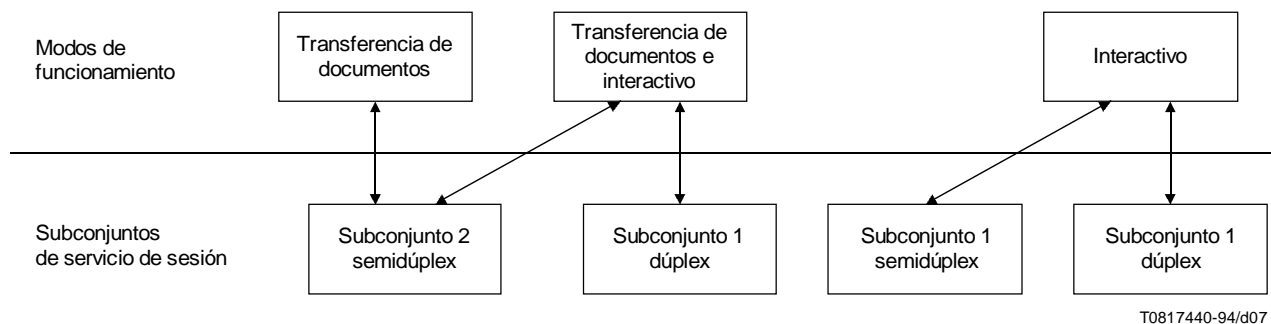 Modos de
funcionamiento
Transferencia de
documentos
Transferencia de
documentos e
interactivo
Interactivo
Subconjuntos
de servicio de sesión
Subconjunto 2
semidúplex
Subconjunto 1
dúplex
Subconjunto 1
semidúplex
Subconjunto 1
dúplex
T0817440-94/d07